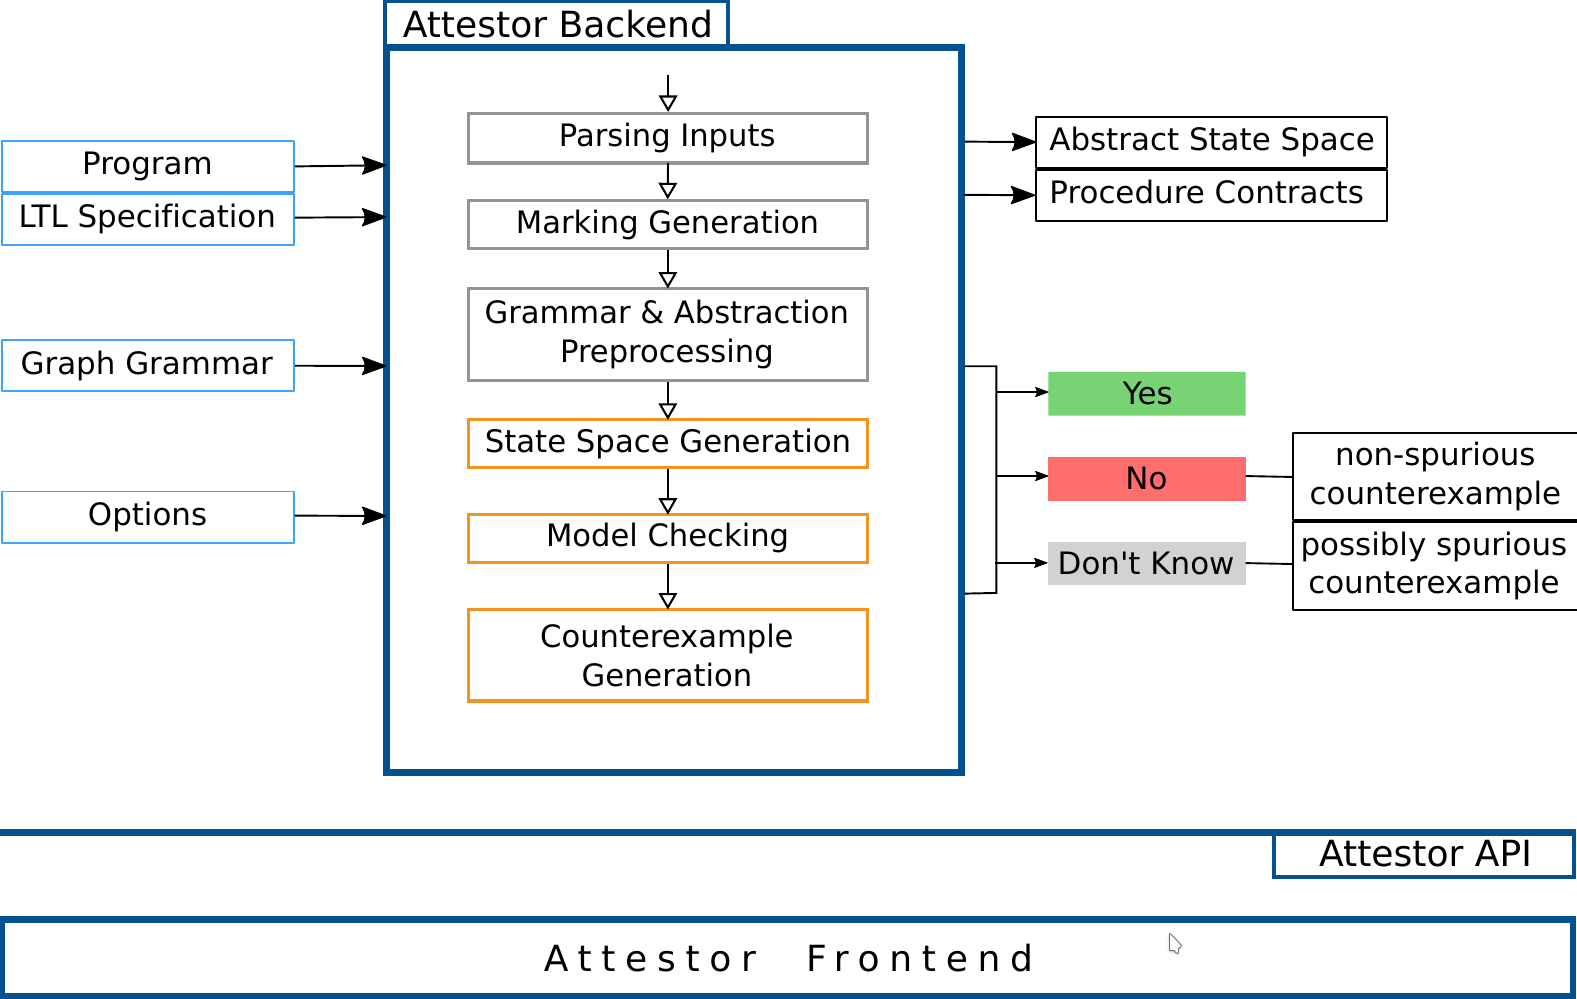 Attestor Backend
Program
LTL Specification
Graph Grammar
Options
Parsing Inputs
Marking Generation
Grammar & Abstraction
Preprocessing
State Space Generation
Model Checking
Counterexample
Generation
Abstract State Space
Procedure Contracts
Yes
No
Don't Know
non-spurious
counterexample
possibly spurious
counterexample
Attestor API
Attestor Frontend